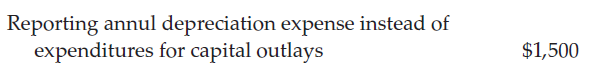 Reporting annul depreciation expense instead of
expenditures for capital outlays $1,500